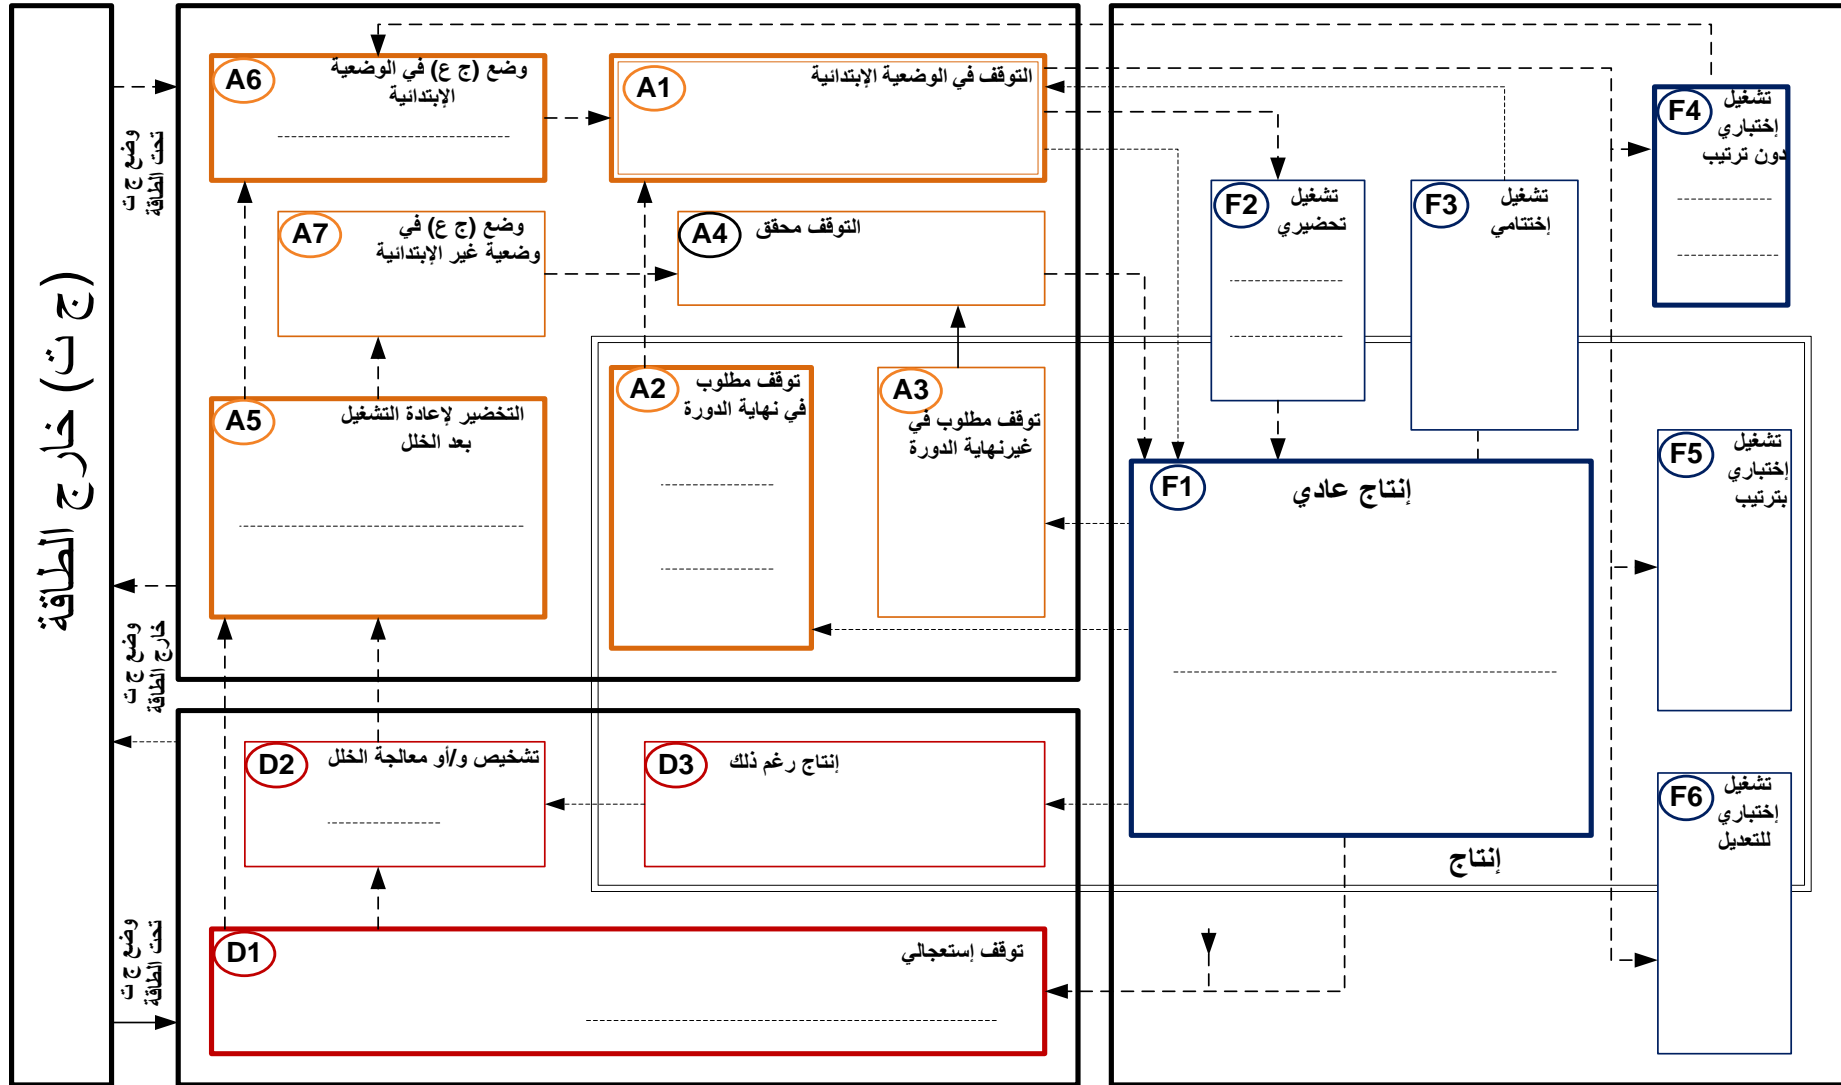 (ج ت) خارج الطاقة
وضع ج ت
تحت الطاقة
وضع ج ت
خارج الطاقة
وضع ج ت
تحت الطاقة
A6
وضع (ج ع) في الوضعية
الإبتدائية
A1
التوقف في الوضعية الإبتدائية
A7
وضع (ج ع) في
وضعية غير الإبتدائية
A4
التوقف محقق
A5
التخضير لإعادة التشغيل
بعد الخلل
A2
توقف مطلوب
في نهاية الدورة
A3
توقف مطلوب في
غيرنهاية الدورة
F2
تشغيل
تحضيري
F3
تشغيل
إختتامي
F4
تشغيل
إختباري
دون ترتيب
F1
إنتاج عادي
F5
تشغيل
إختباري
بترتيب
F6
تشغيل
إختباري
للتعديل
إنتاج
D2
تشخيص و/أو معالجة الخلل
D3
إنتاج رغم ذلك
D1
توقف إستعجالي